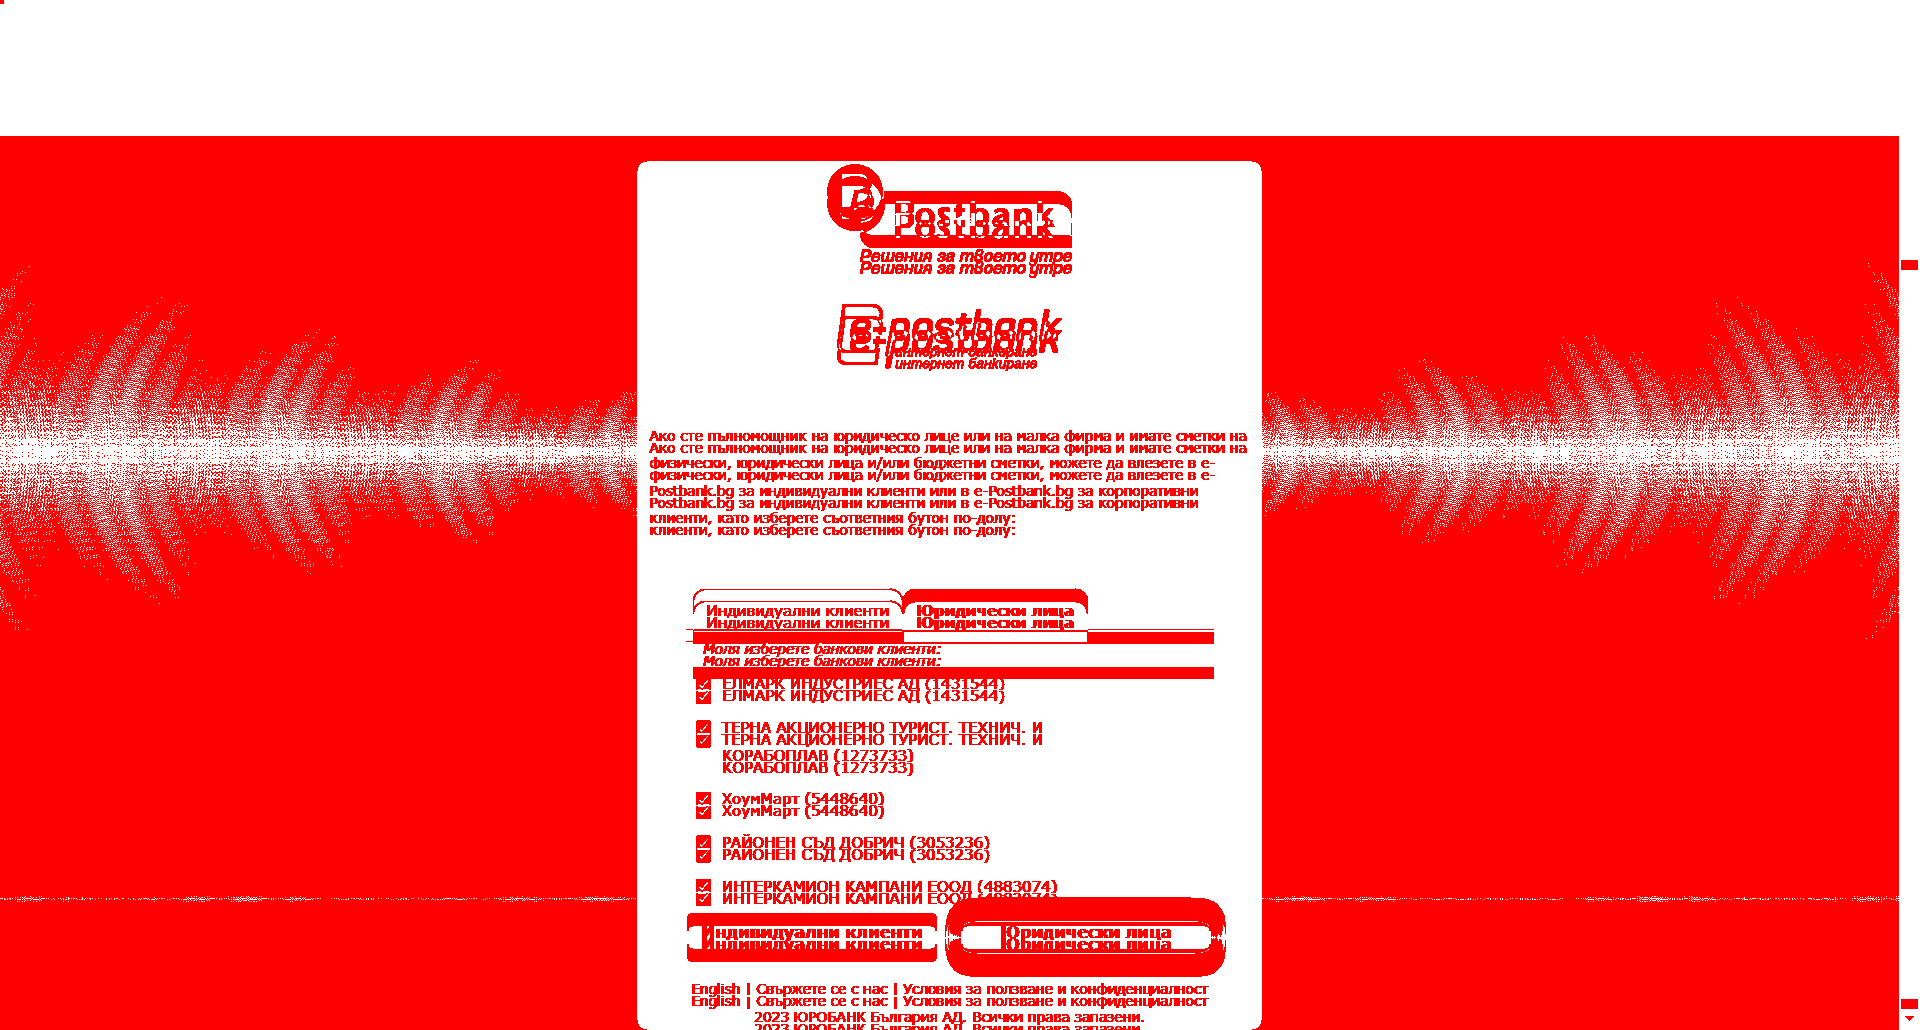 Postbank
Решения за твоето утре
e-postbank
интернет банкиране
Ако сте пълномощник на юридическо лице или на малка фирма и имате сметки на
физически, юридически лица и/или бюджетни сметки, можете да влезете в e-
Postbank.bg за индивидуални клиенти или в e-Postbank.bg за корпоративни
клиенти, като изберете съответния бутон по-долу:
Индивидуални клиенти Юридически лица
Моля изберете банкови клиенти:
ЕЛМАРК ИНДУСТРИЕС АД (1431544)
ТЕРНА АКЦИОНЕРНО ТУРИСТ. ТЕХНИЧ. И
КОРАБОПЛАВ (1273733)
ХоумМарт (5448640)
РАЙОНЕН СЪД ДОБРИЧ (3053236)
ИНТЕРКАМИОН КАМПАНИ ЕООД (4883074)
Индивидуални клиенти Юридически лица
English | Свържете се с нас | Условия за ползване и конфиденциалност
2023 ЮРОБАНК България АД. Всички права запазени.